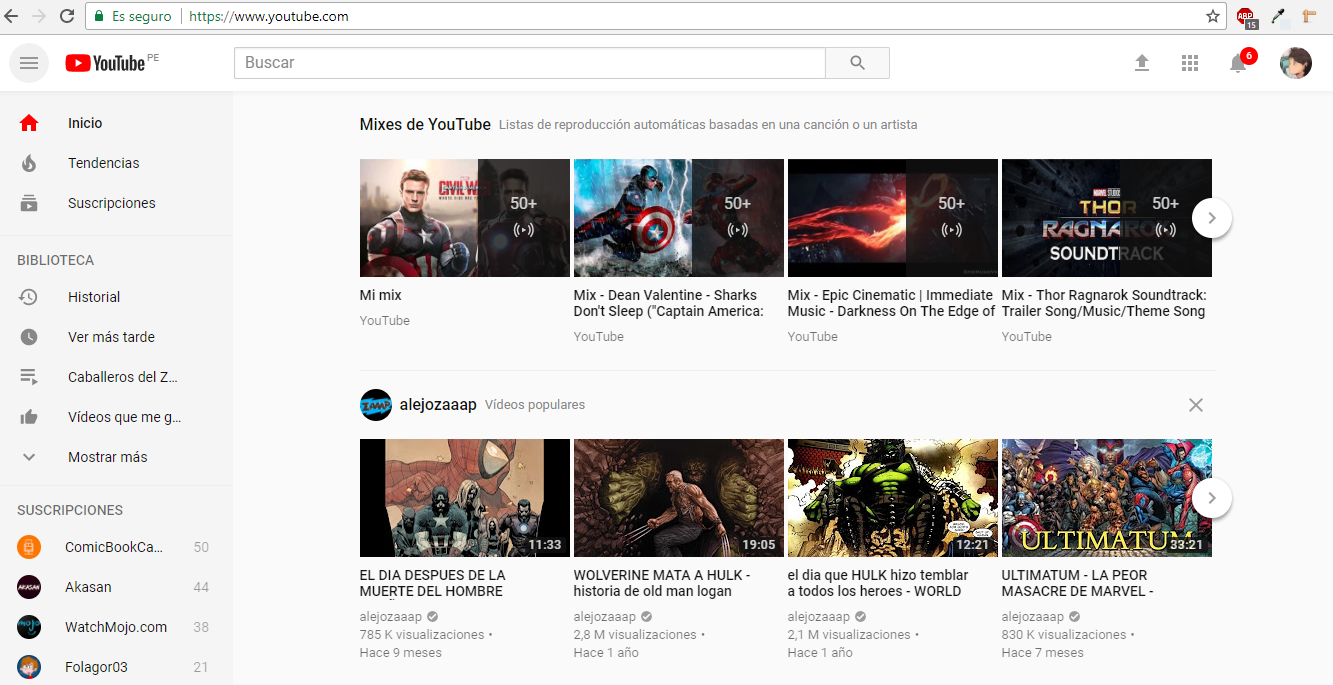 Es seguro https://www.youtube.com
ABP
15
YouTube PE
Buscar
6
Inicio
Tendencias
Suscripciones
BIBLIOTECA
Historial
Ver más tarde
Caballeros del Z...
Vídeos que me g...
Mostrar más
SUSCRIPCIONES
ComicBookCa... 50
AKASAN
Akasan 44
MOJO
WatchMojo.com 38
Folagor03 21
Mixes de YouTube Listas de reproducción automáticas basadas en una canción o un artista
CIVIL WAR
50+
50+
50+
MARVEL STUDIOS
THOR
RAGNAROK
SOUNDTRACK
50+
Mi mix
YouTube
Mix - Dean Valentine - Sharks
Don't Sleep ("Captain America:
YouTube
Mix - Epic Cinematic | Immediate
Music - Darkness On The Edge of
YouTube
Mix - Thor Ragnarok Soundtrack:
Trailer Song/Music/Theme Song
YouTube
ZAAAP
alejozaaap Vídeos populares
11:33
19:05
12:21
ULTIMATUM
33:21
EL DIA DESPUES DE LA
MUERTE DEL HOMBRE
alejozaaap
785 K visualizaciones •
Hace 9 meses
WOLVERINE MATA A HULK -
historia de old man logan
alejozaaap
2,8 M visualizaciones •
Hace 1 año
el dia que HULK hizo temblar
a todos los heroes - WORLD
alejozaaap
2,1 M visualizaciones •
Hace 1 año
ULTIMATUM - LA PEOR
MASACRE DE MARVEL -
alejozaaap
830 K visualizaciones •
Hace 7 meses